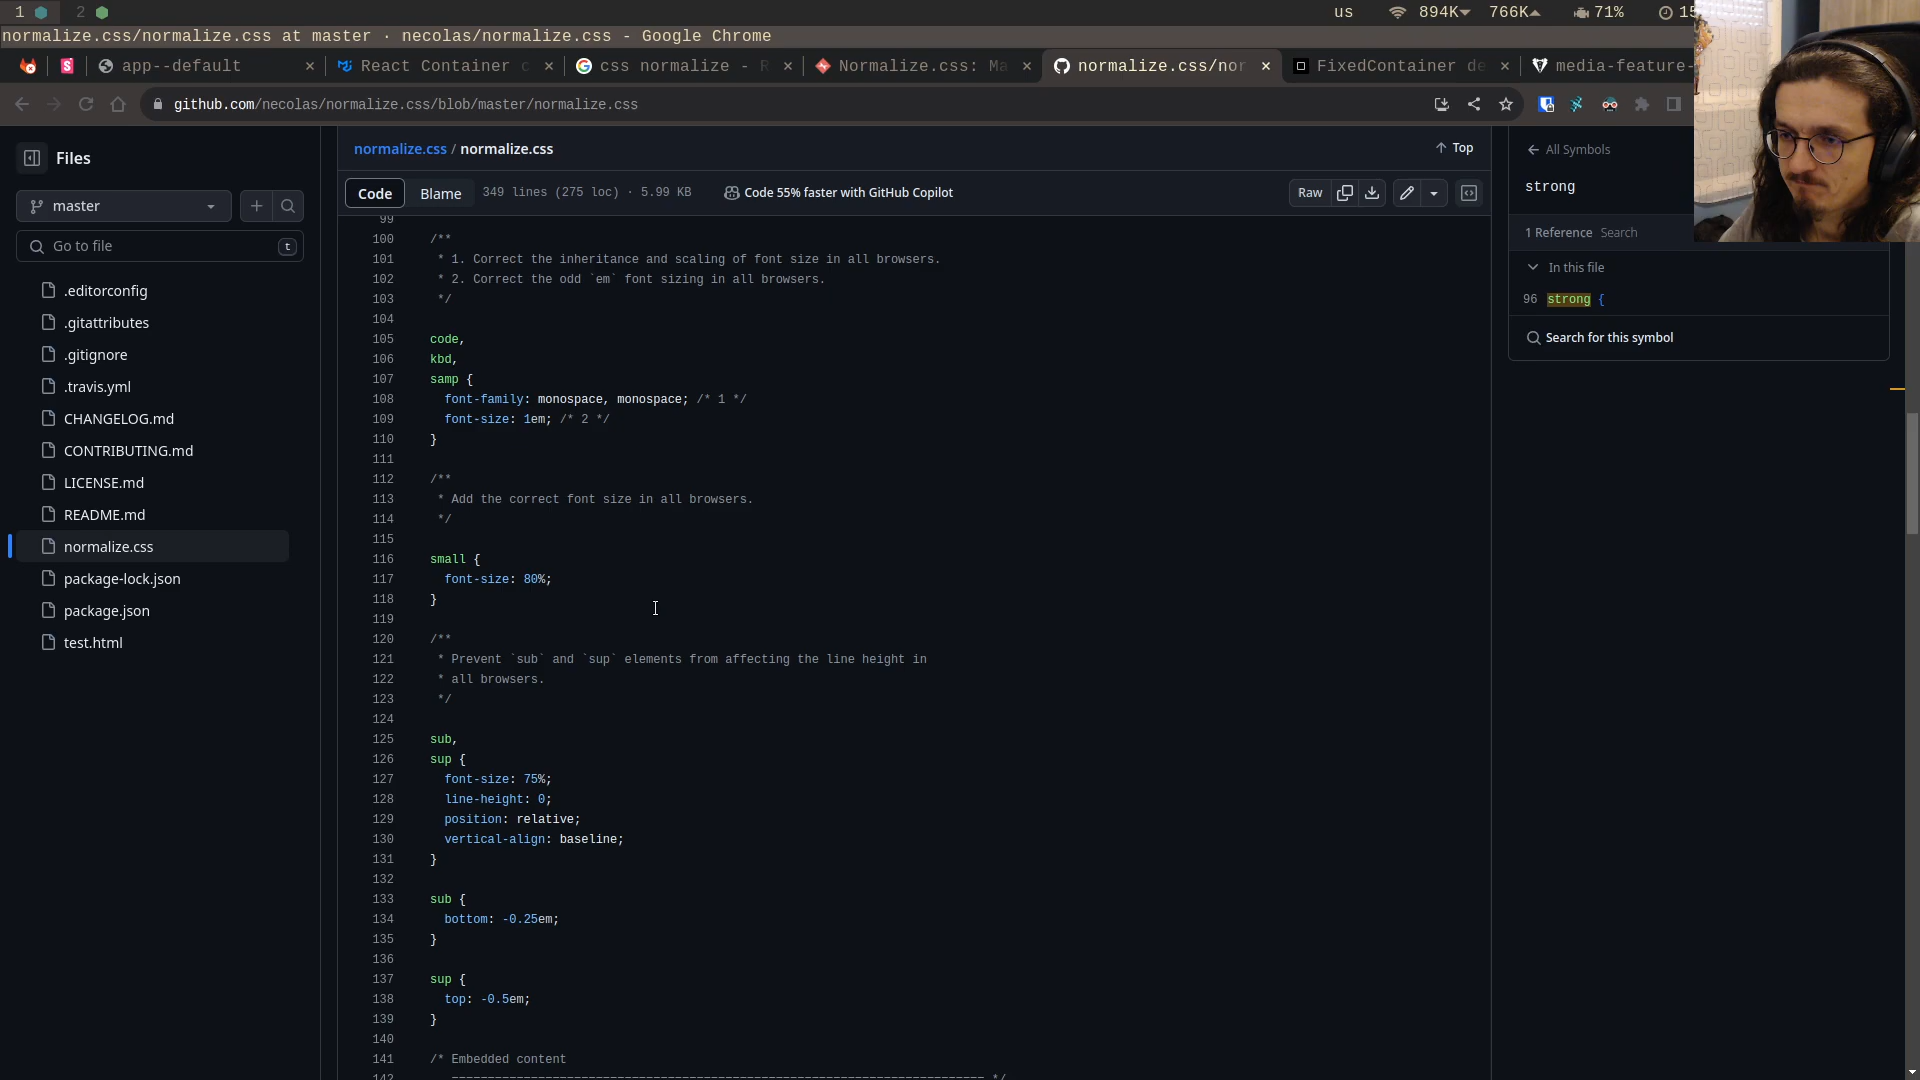 1 2 us 894K 766K 71% 15
normalize.css/normalize.css at master · necolas/normalize.css - Google Chrome
app--default × React Container × css normalize - × Normalize.css: × normalize.css/nor × FixedContainer × media-feature-
github.com/necolas/normalize.css/blob/master/normalize.css
Files
master
Go to file t
.editorconfig
.gitattributes
.gitignore
.travis.yml
CHANGELOG.md
CONTRIBUTING.md
LICENSE.md
README.md
normalize.css
package-lock.json
package.json
test.html
normalize.css / normalize.css
Top
Code Blame 349 lines (275 loc) · 5.99 KB Code 55% faster with GitHub Copilot Raw
99
100 /**
101 * 1. Correct the inheritance and scaling of font size in all browsers.
102 * 2. Correct the odd `em` font sizing in all browsers.
103 */
104
105 code,
106 kbd,
107 samp {
108 font-family: monospace, monospace; /* 1 */
109 font-size: 1em; /* 2 */
110 }
111
112 /**
113 * Add the correct font size in all browsers.
114 */
115
116 small {
117 font-size: 80%;
118 }
119
120 /**
121 * Prevent `sub` and `sup` elements from affecting the line height in
122 * all browsers.
123 */
124
125 sub,
126 sup {
127 font-size: 75%;
128 line-height: 0;
129 position: relative;
130 vertical-align: baseline;
131 }
132
133 sub {
134 bottom: -0.25em;
135 }
136
137 sup {
138 top: -0.5em;
139 }
140
141 /* Embedded content
142 ========================================================================== */
All Symbols
strong
1 Reference Search
In this file
96 strong {
Search for this symbol